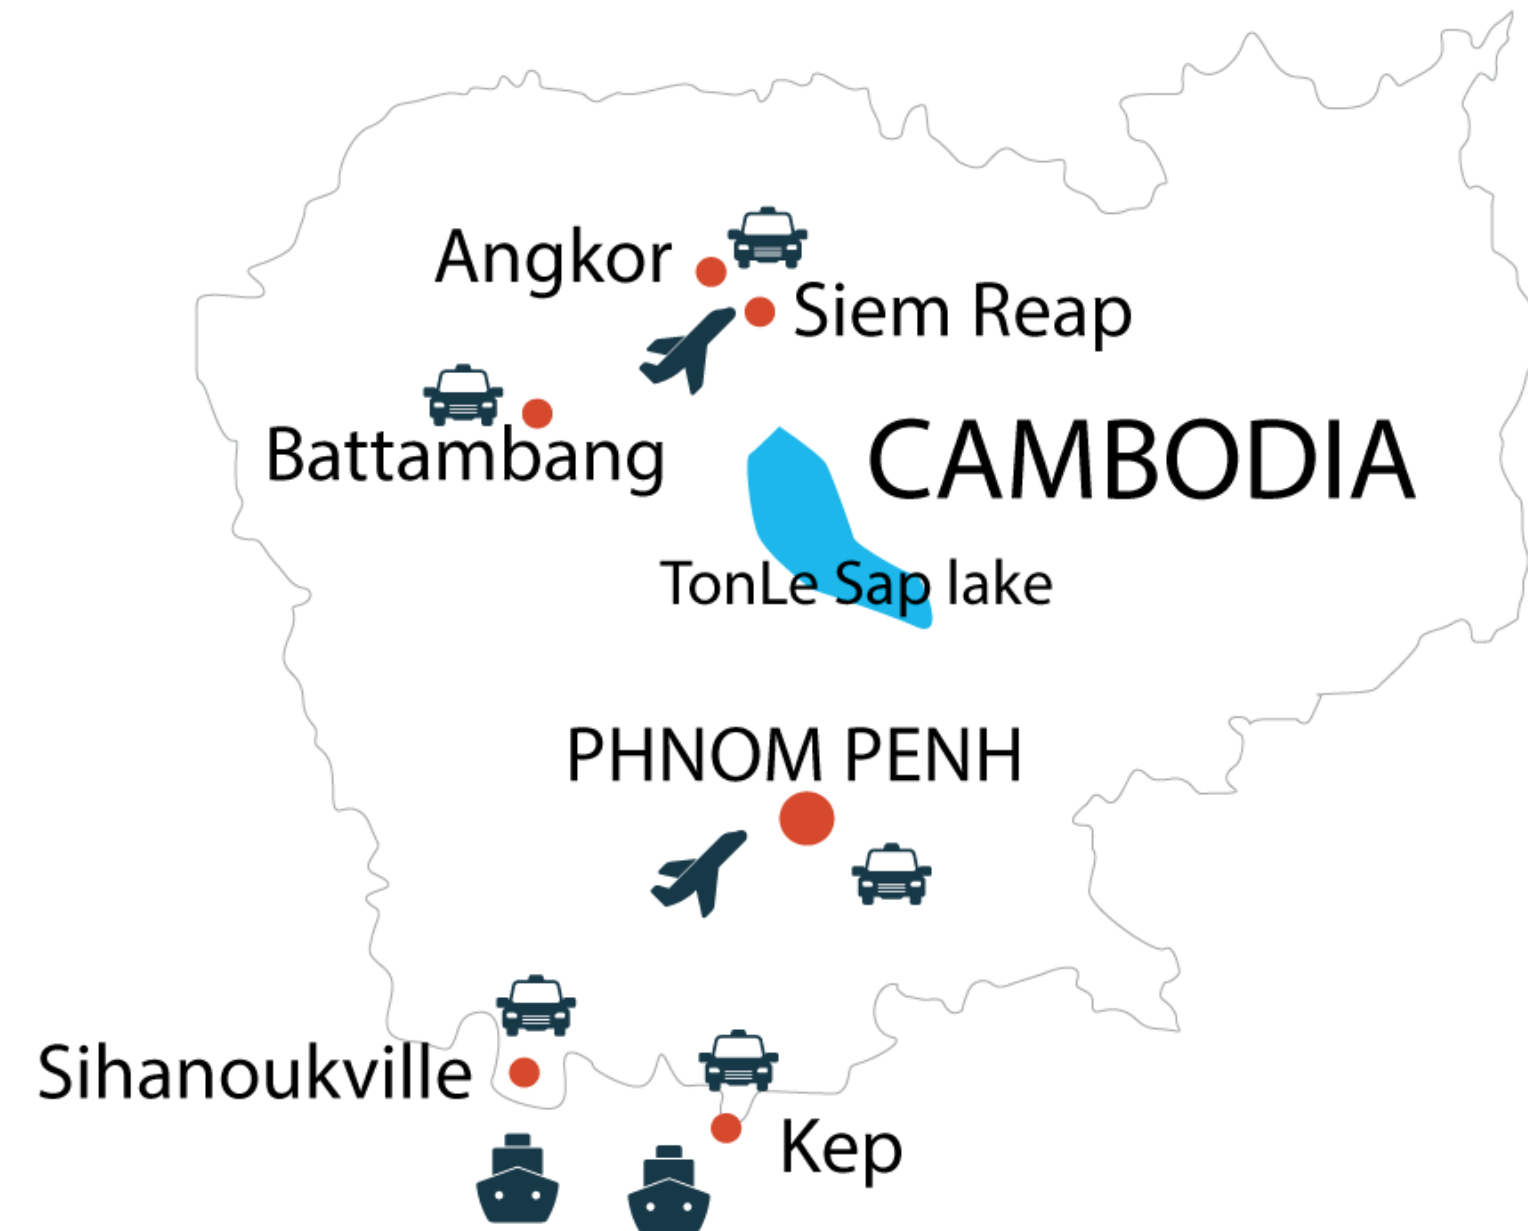 Angkor
Siem Reap
Battambang
CAMBODIA
TonLe Sap lake
PHNOM PENH
Sihanoukville
Kep